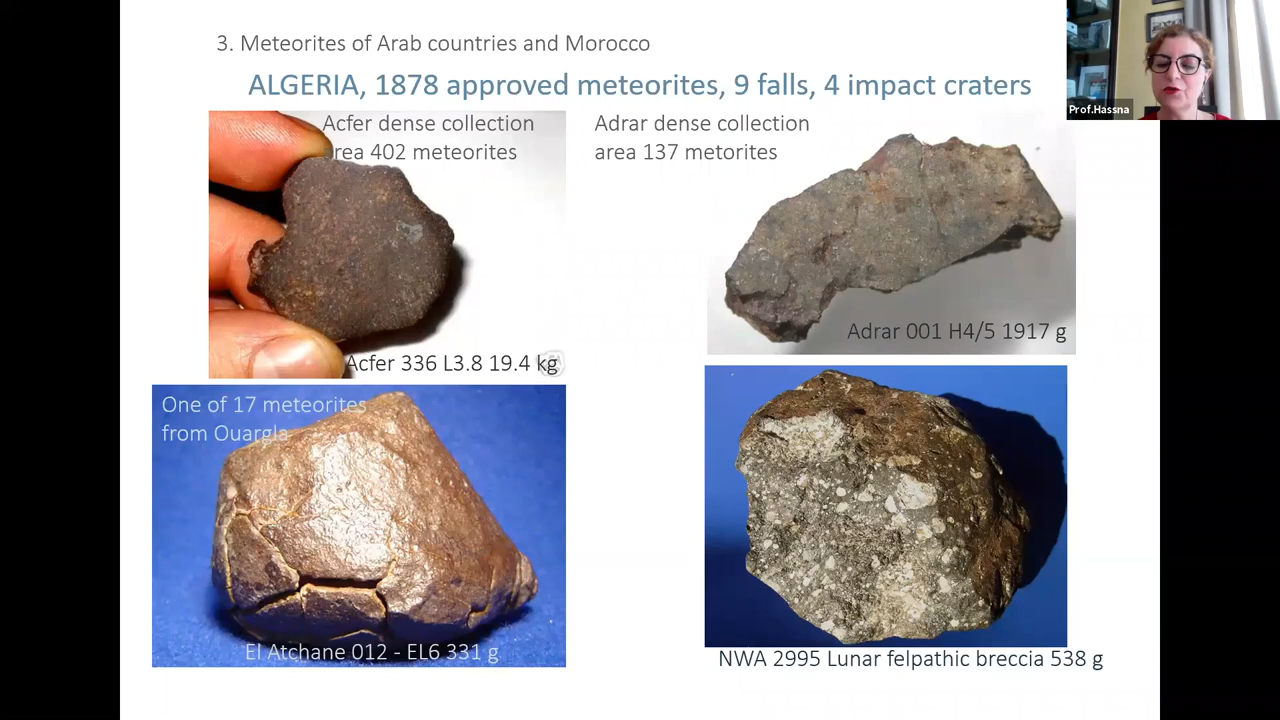 3. Meteorites of Arab countries and Morocco
ALGERIA, 1878 approved meteorites, 9 falls, 4 impact craters
Prof.Hassna
Acfer dense collection
area 402 meteorites
Adrar dense collection
area 137 metorites
Acfer 336 L3.8 19.4 kg
Adrar 001 H4/5 1917 g
One of 17 meteorites
from Ouargla
El Atchane 012 - EL6 331 g
NWA 2995 Lunar felpathic breccia 538 g